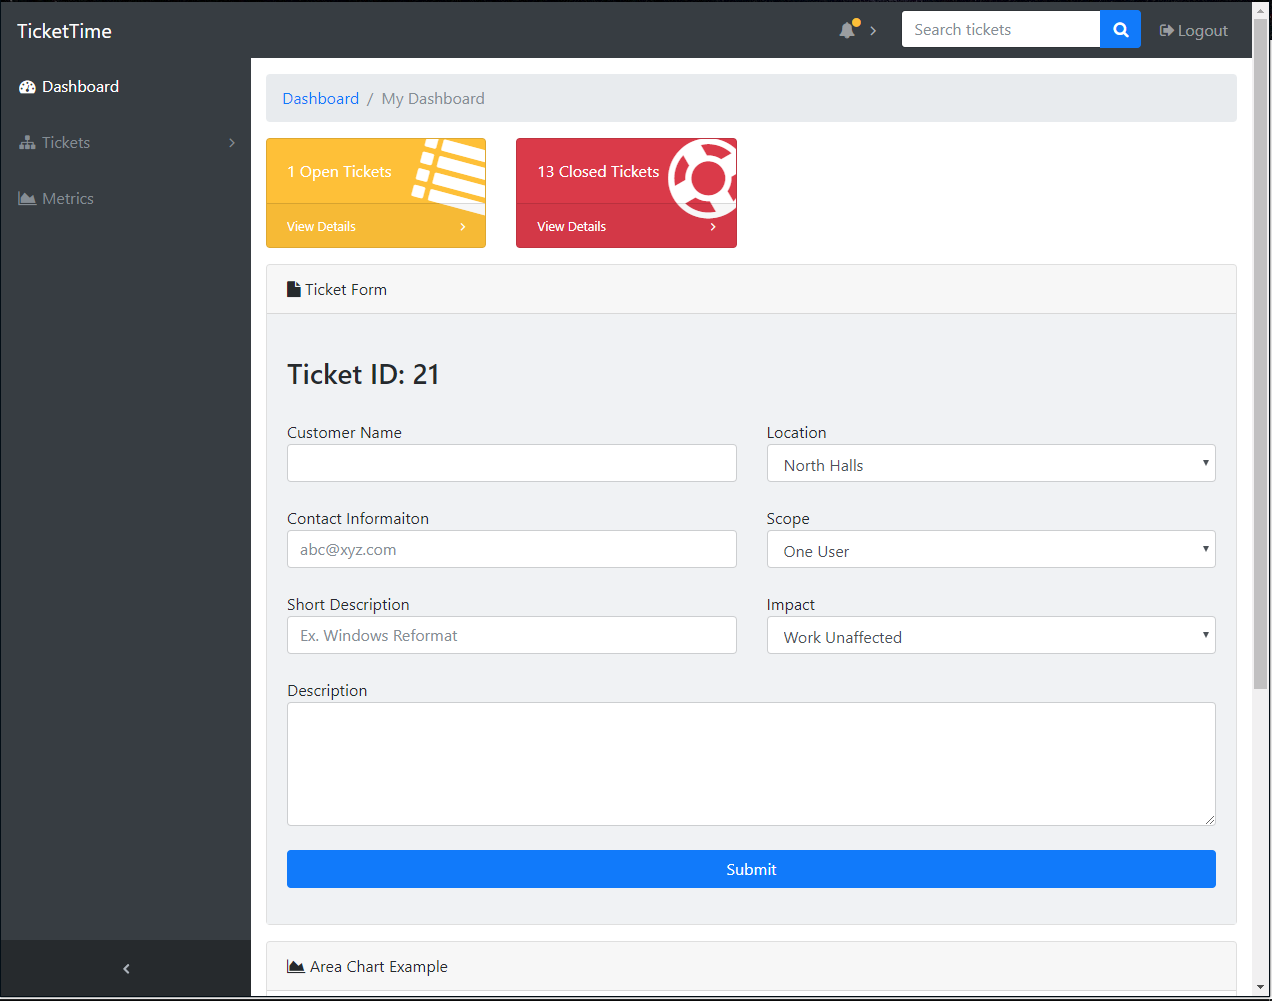 TicketTime
Search tickets
Logout
Dashboard
Tickets
Metrics
Dashboard / My Dashboard
1 Open Tickets
View Details
13 Closed Tickets
View Details
Ticket Form
Ticket ID: 21
Customer Name
Location
North Halls
Contact Informaiton
Scope
abc@xyz.com
One User
Short Description
Impact
Ex. Windows Reformat
Work Unaffected
Description
Submit
Area Chart Example